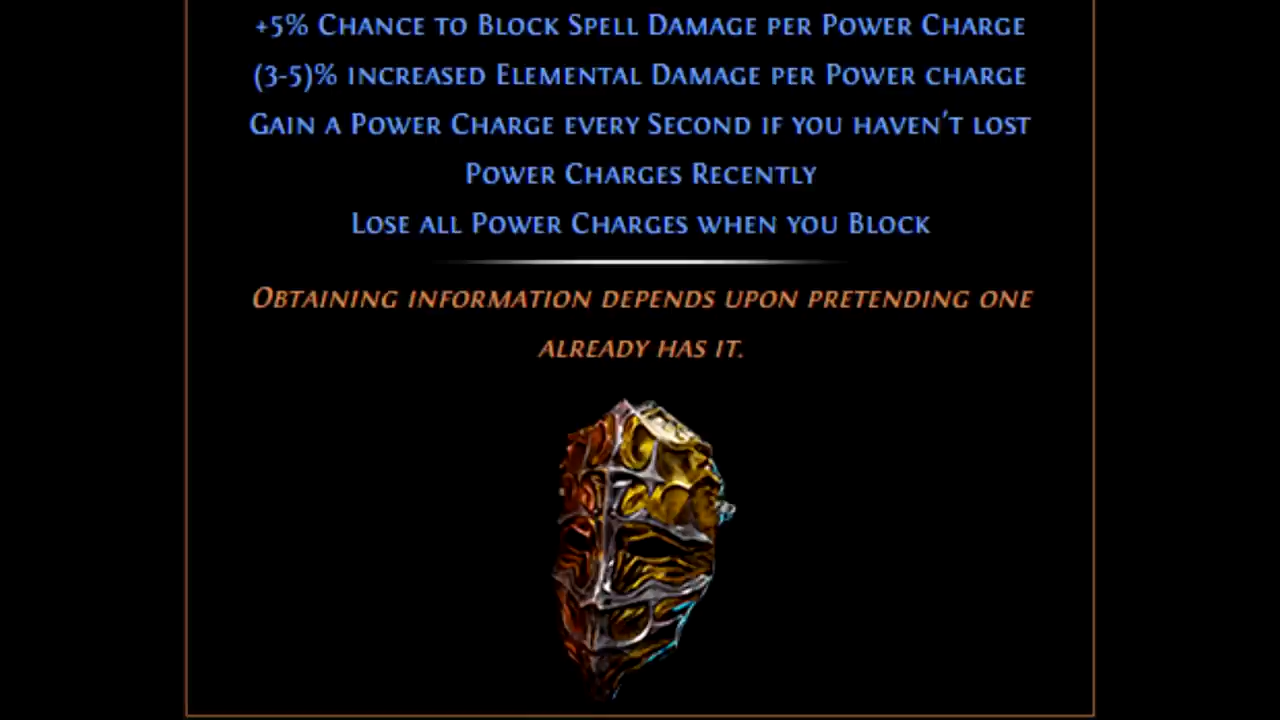 +5% Chance to Block Spell Damage per Power Charge
(3-5)% increased Elemental Damage per Power charge
Gain a Power Charge every Second if you haven't lost
Power Charges Recently
Lose all Power Charges when you Block
Obtaining information depends upon pretending one
already has it.